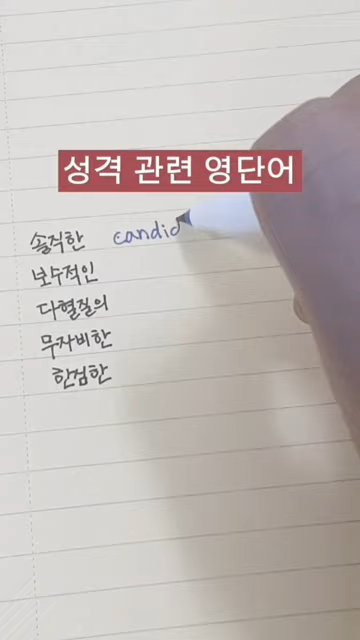 성격 관련 영단어
솔직한 candid
보수적인
다혈질의
무자비한
한점한